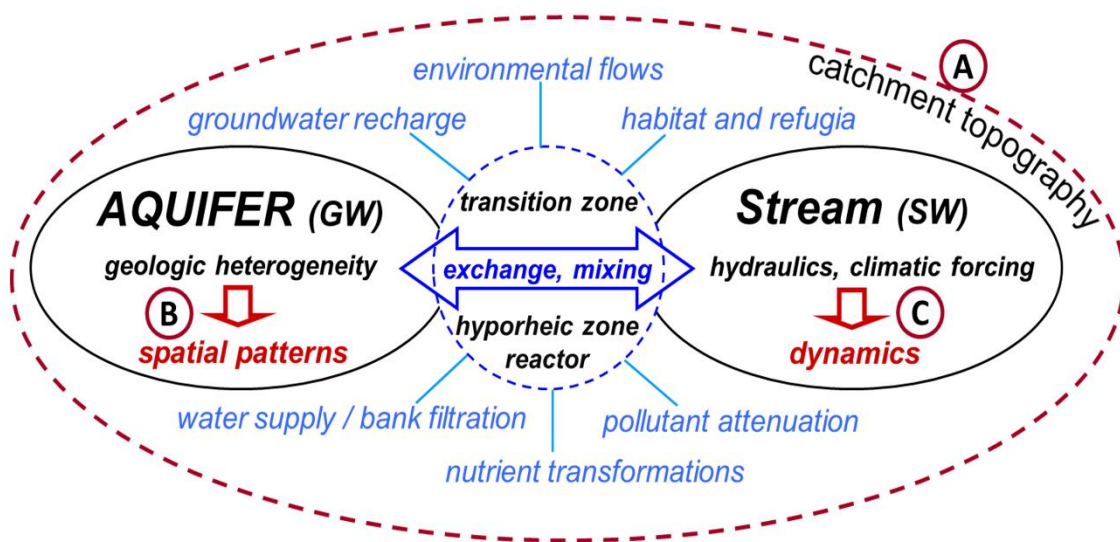 environmental flows
A
catchment topography
groundwater recharge
habitat and refugia
transition zone
AQUIFER (GW)
Stream (SW)
geologic heterogeneity
exchange, mixing
hydraulics, climatic forcing
B
C
hyporheic zone
reactor
spatial patterns
dynamics
water supply / bank filtration
pollutant attenuation
nutrient transformations